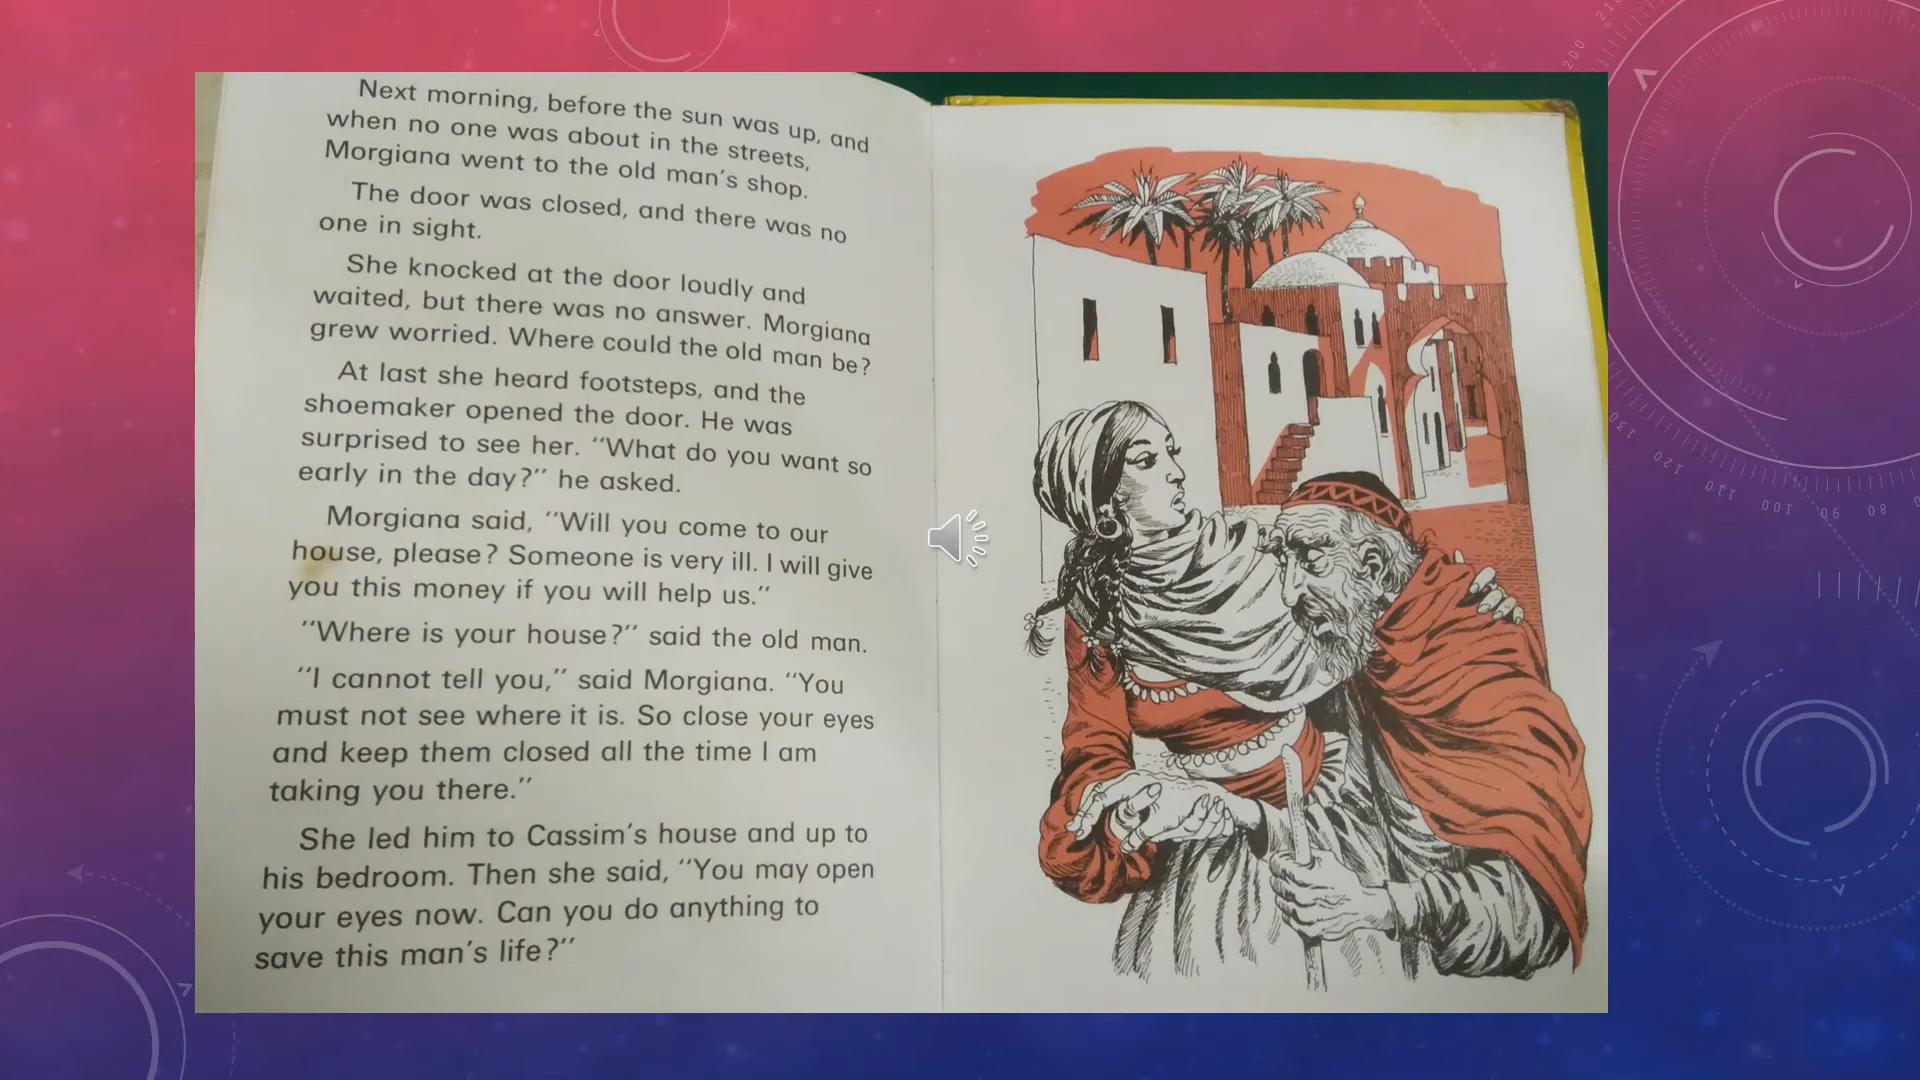 Next morning, before the sun was up, and
when no one was about in the streets,
Morgiana went to the old man's shop.
The door was closed, and there was no
one in sight.
She knocked at the door loudly and
waited, but there was no answer. Morgiana
grew worried. Where could the old man be?
At last she heard footsteps, and the
shoemaker opened the door. He was
surprised to see her. "What do you want so
early in the day?" he asked.
Morgiana said, "Will you come to our
house, please? Someone is very ill. I will give
you this money if you will help us."
"Where is your house?" said the old man.
"I cannot tell you," said Morgiana. "You
must not see where it is. So close your eyes
and keep them closed all the time I am
taking you there."
She led him to Cassim's house and up to
his bedroom. Then she said, "You may open
your eyes now. Can you do anything to
save this man's life?"
210
200
130
120
110
100
90
80